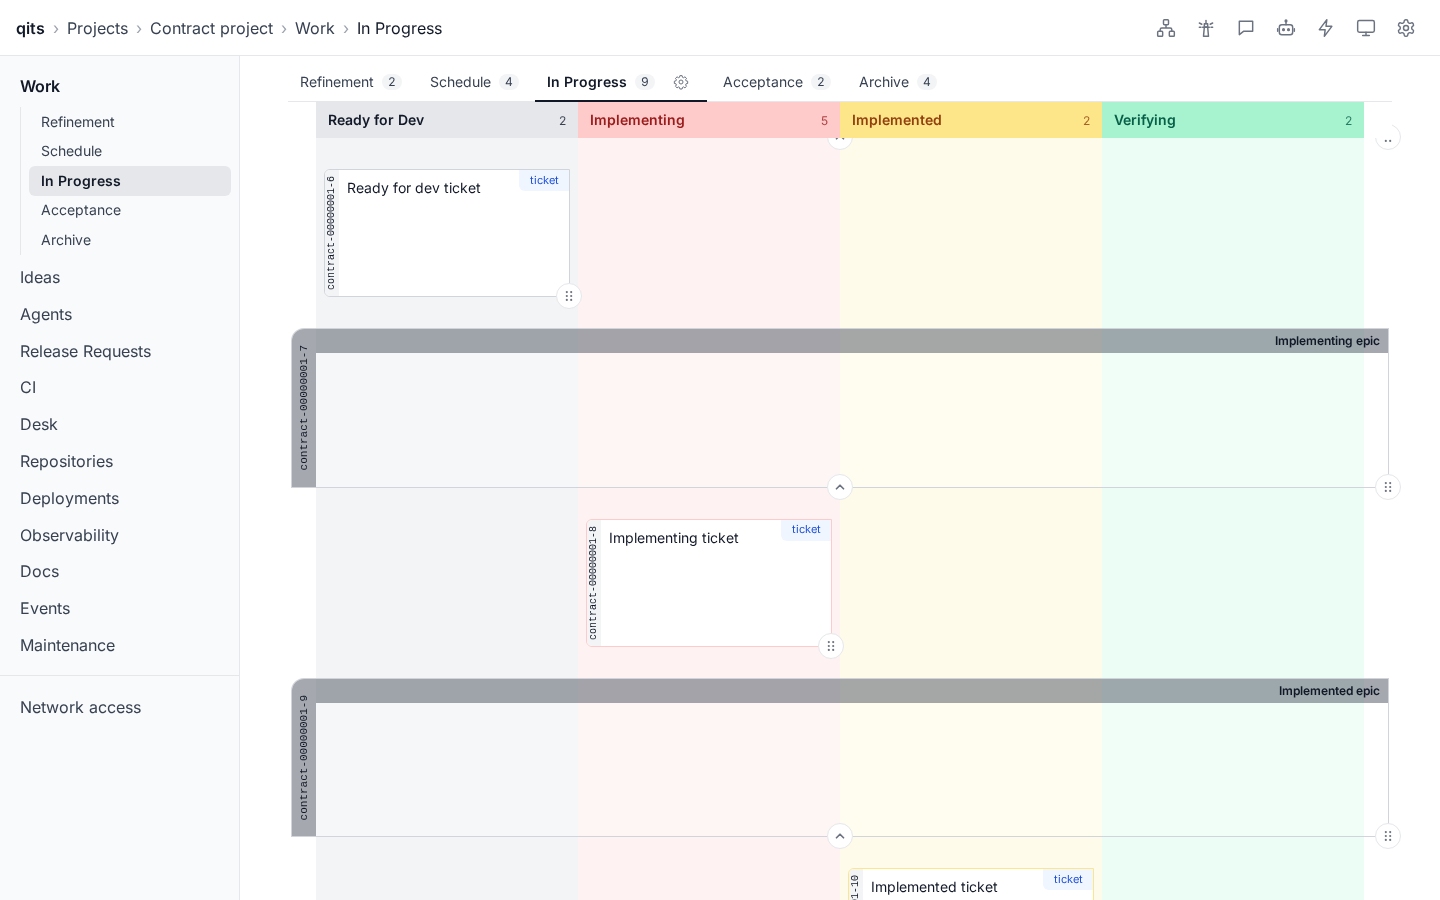 qits › Projects › Contract project › Work › In Progress
Work
Refinement
Schedule
In Progress
Acceptance
Archive
Ideas
Agents
Release Requests
CI
Desk
Repositories
Deployments
Observability
Docs
Events
Maintenance
Network access
Refinement 2
Schedule 4
In Progress 9
Acceptance 2
Archive 4
Ready for Dev 2
Implementing 5
Implemented 2
Verifying 2
contract-00000001-6
Ready for dev ticket
ticket
contract-00000001-7
Implementing epic
contract-00000001-8
Implementing ticket
ticket
contract-00000001-9
Implemented epic
1-10
Implemented ticket
ticket